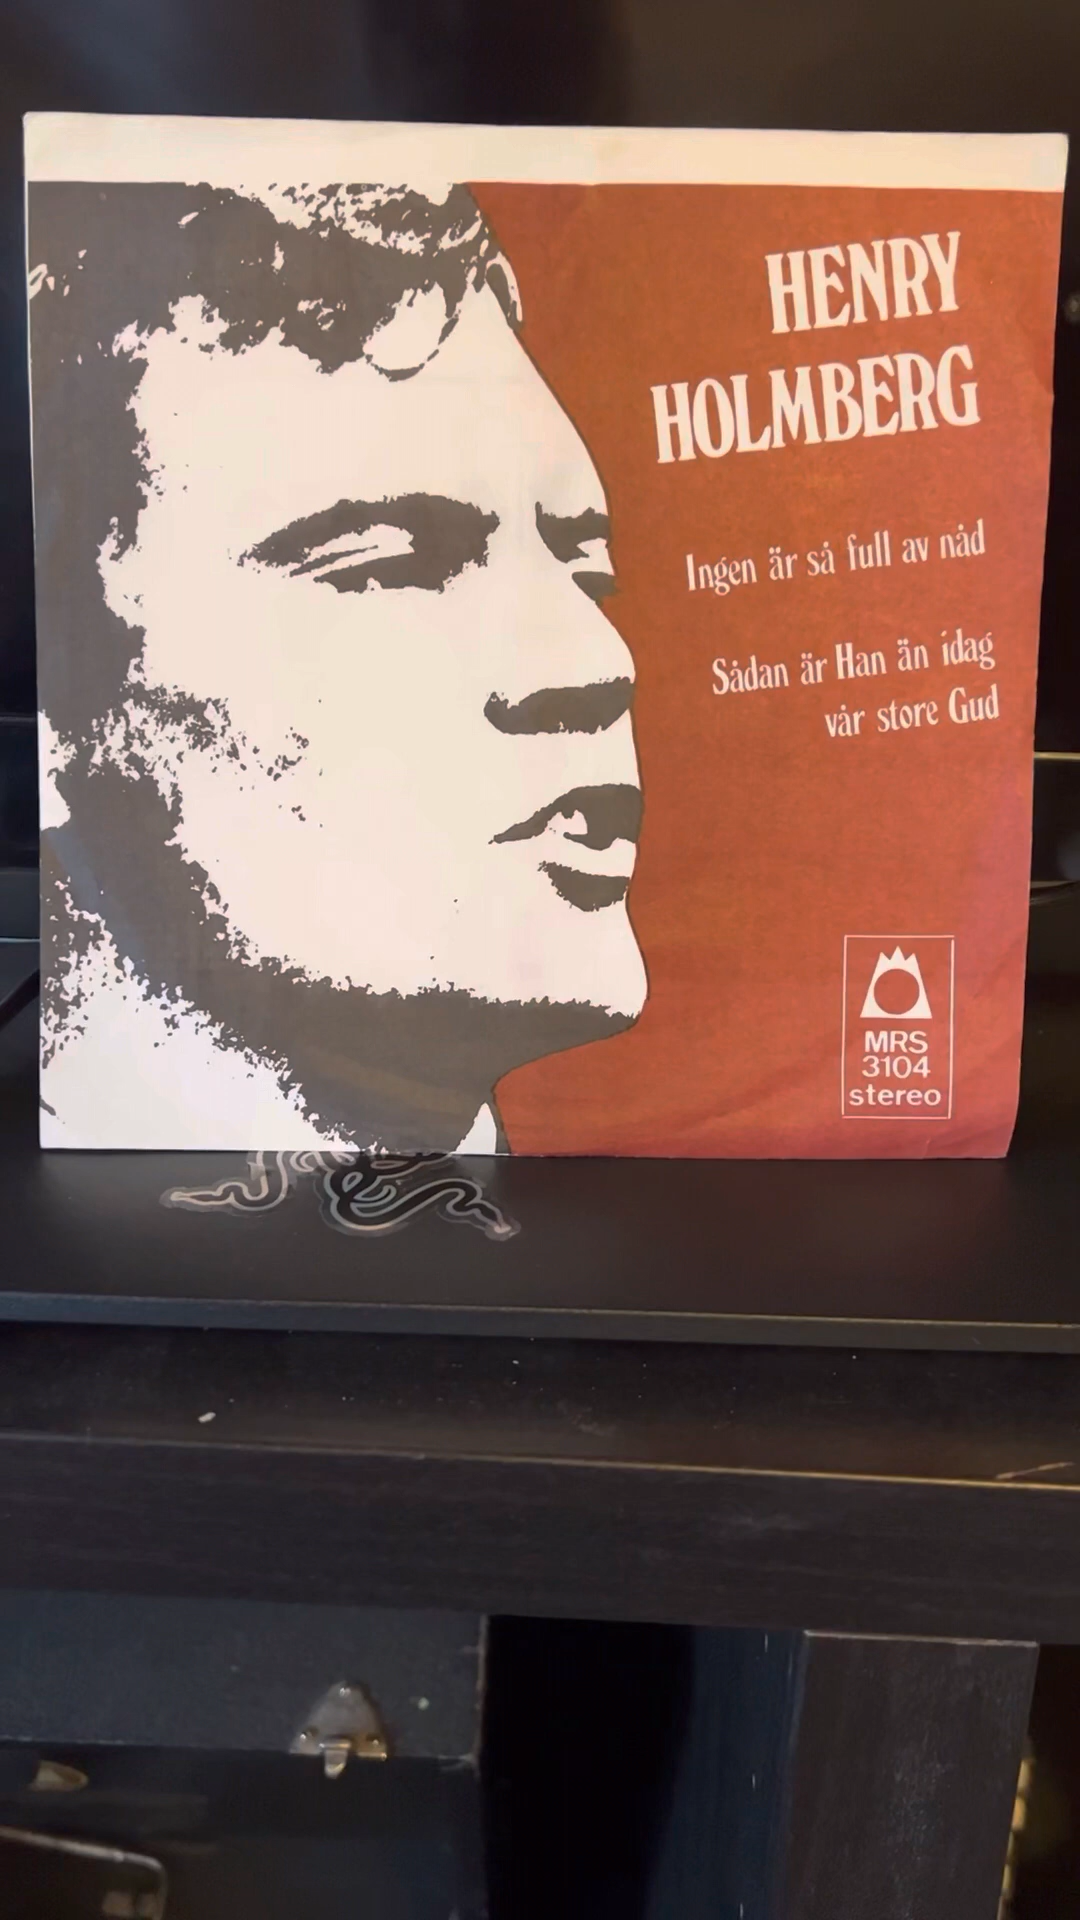 HENRY
HOLMBERG
Ingen är så full av nåd
Sådan är Han än idag
vår store Gud
MRS
3104
stereo